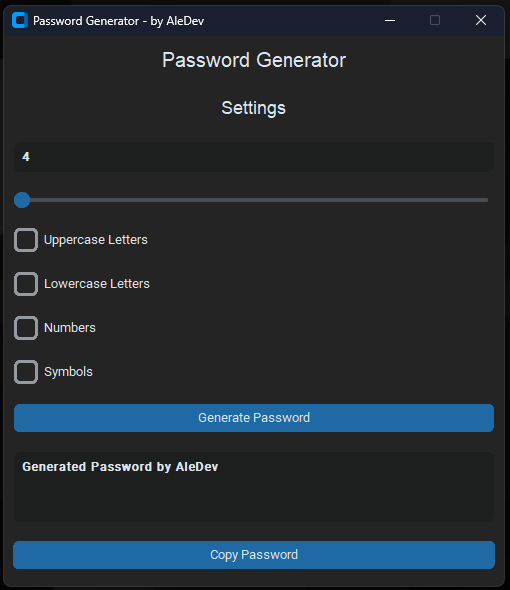 Password Generator - by AleDev
Password Generator
Settings
4
Uppercase Letters
Lowercase Letters
Numbers
Symbols
Generate Password
Generated Password by AleDev
Copy Password